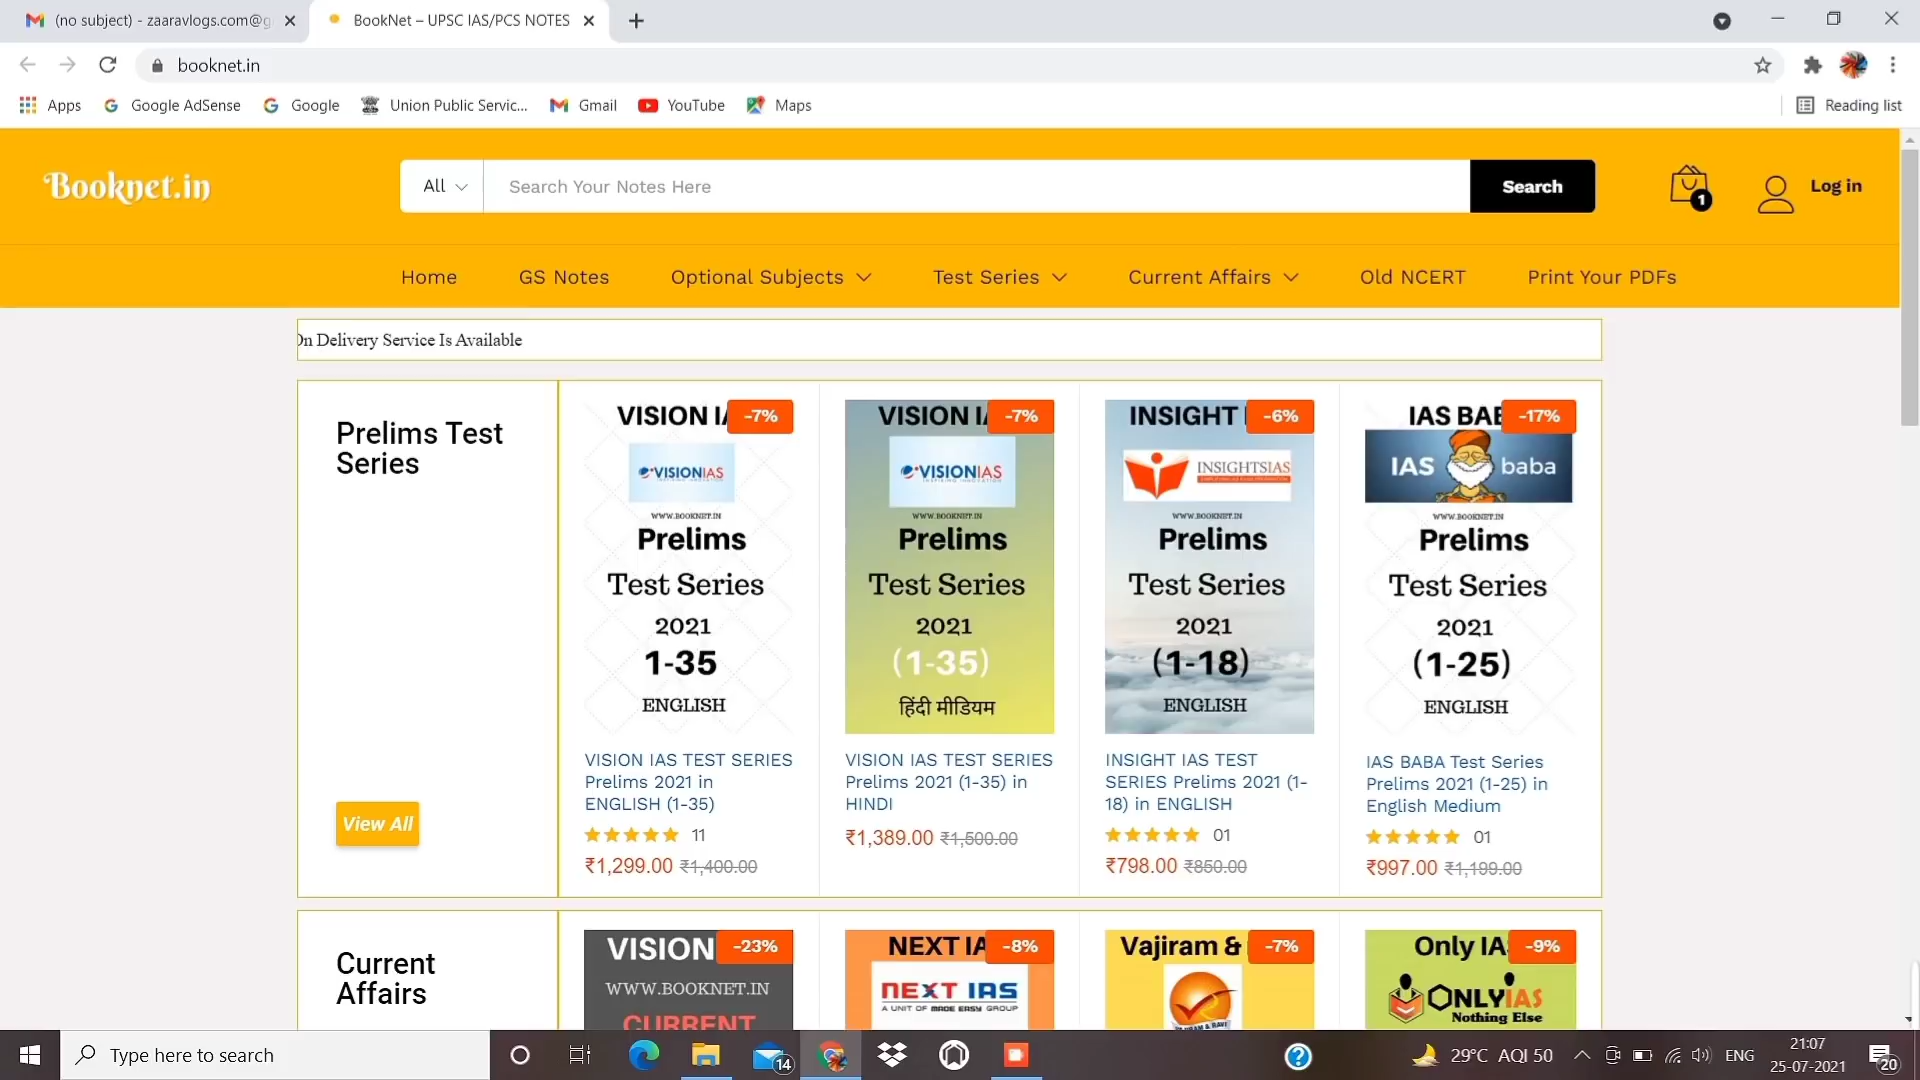 (no subject) - zaaravlogs.com@g
BookNet – UPSC IAS/PCS NOTES
booknet.in
Apps
Google AdSense
Google
Union Public Servic...
Gmail
YouTube
Maps
Reading list
Booknet.in
All
Search Your Notes Here
Search
1
Log in
Home
GS Notes
Optional Subjects
Test Series
Current Affairs
Old NCERT
Print Your PDFs
On Delivery Service Is Available
Prelims Test
Series
View All
VISION IA
-7%
VISIONIAS
WWW.BOOKNET.IN
Prelims
Test Series
2021
1-35
ENGLISH
VISION IAS TEST SERIES
Prelims 2021 in
ENGLISH (1-35)
11
₹1,299.00 ₹1,400.00
VISION IA
-7%
VISIONIAS
INSPIRING INNOVATION
WWW.BOOKNET.IN
Prelims
Test Series
2021
(1-35)
हिंदी मीडियम
VISION IAS TEST SERIES
Prelims 2021 (1-35) in
HINDI
₹1,389.00 ₹1,500.00
INSIGHT
-6%
INSIGHTSIAS
WWW.BOOKNET.IN
Prelims
Test Series
2021
(1-18)
ENGLISH
INSIGHT IAS TEST
SERIES Prelims 2021 (1-
18) in ENGLISH
01
₹798.00 ₹850.00
IAS BAB
-17%
IAS baba
WWW.BOOKNET.IN
Prelims
Test Series
2021
(1-25)
ENGLISH
IAS BABA Test Series
Prelims 2021 (1-25) in
English Medium
01
₹997.00 ₹1,199.00
Current
Affairs
VISION
-23%
WWW.BOOKNET.IN
CURRENT
NEXT IA
-8%
NEXT IAS
A UNIT OF MADE EASY GROUP
Vajiram &
-7%
Only IA
-9%
ONLYIAS
Nothing Else
Type here to search
14
29°C AQI 50
ENG
21:07
25-07-2021
20